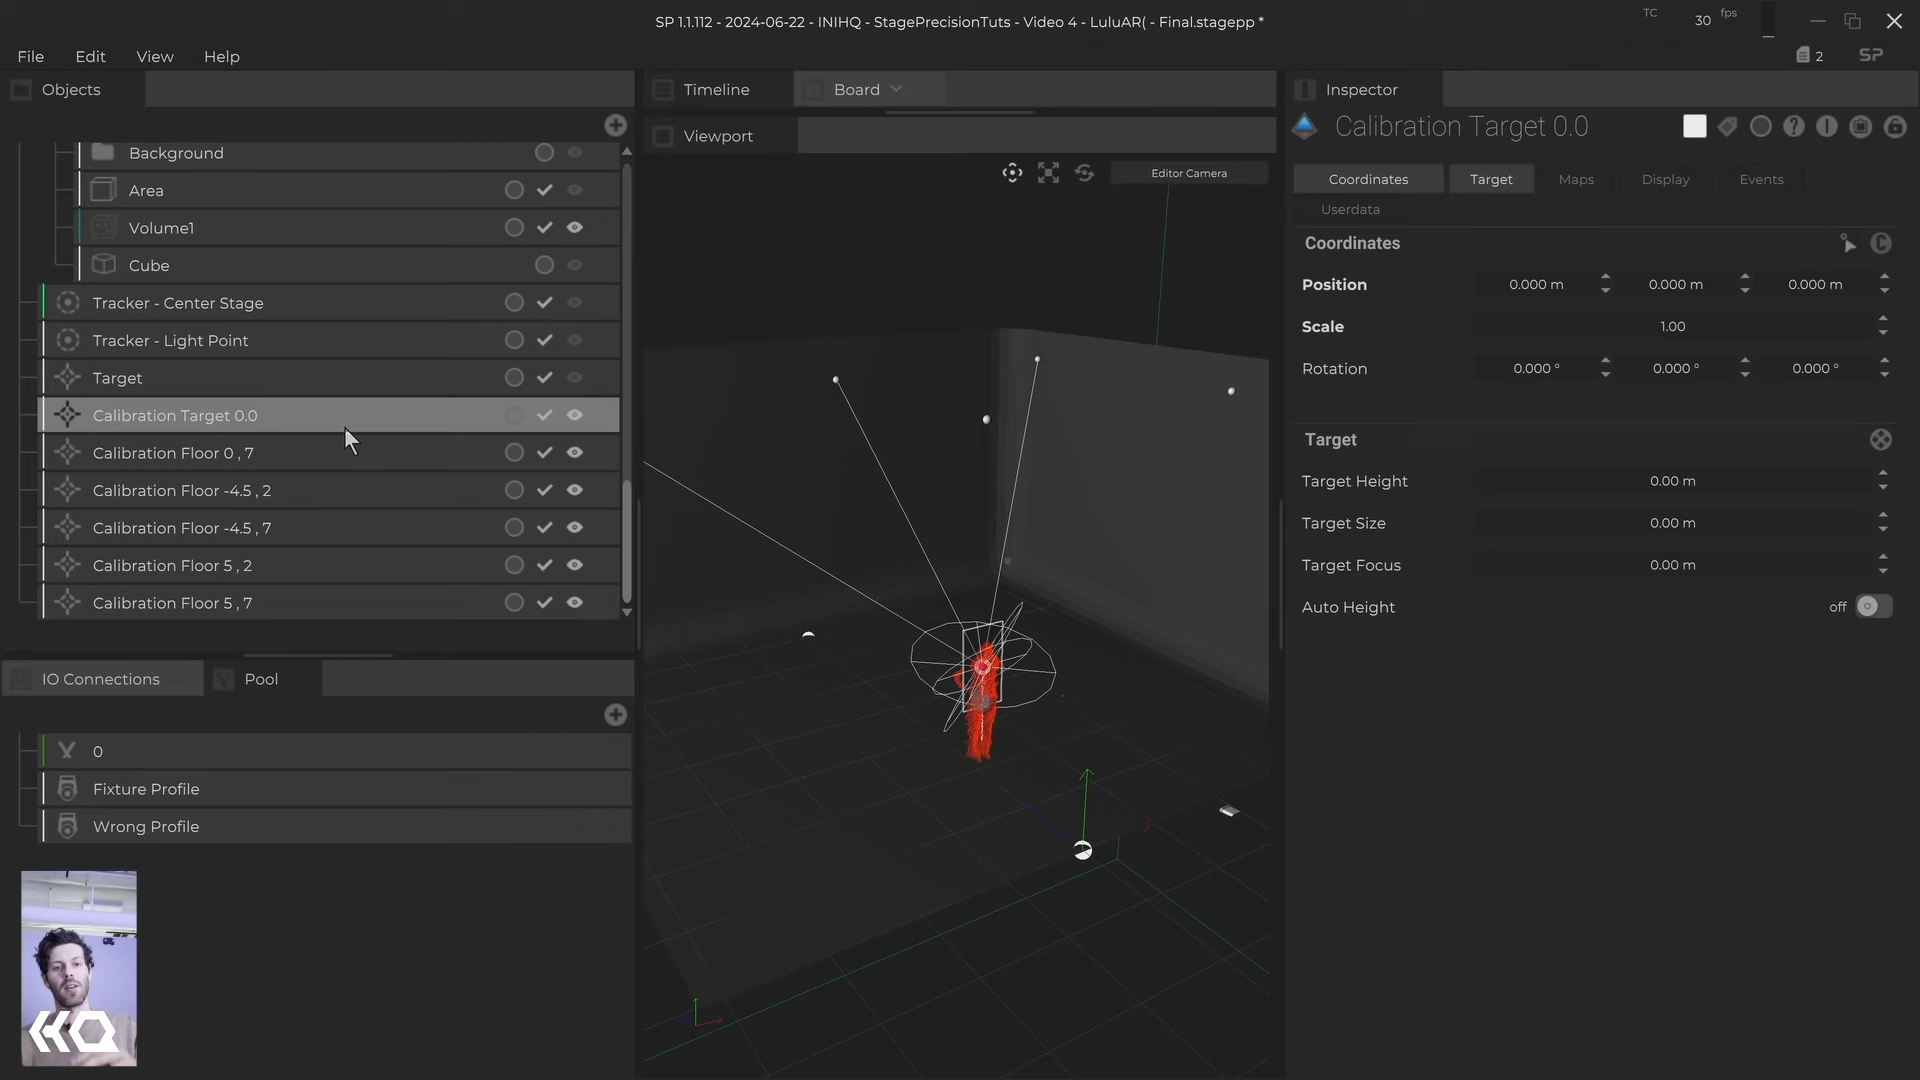 SP 1.1.112 - 2024-06-22 - INIHQ - StagePrecisionTuts - Video 4 - LuluAR( - Final.stagepp *
TC
30 fps
File
Edit
View
Help
2
SP
Objects
Background
Area
Volume1
Cube
Tracker - Center Stage
Tracker - Light Point
Target
Calibration Target 0.0
Calibration Floor 0 , 7
Calibration Floor -4.5 , 2
Calibration Floor -4.5 , 7
Calibration Floor 5 , 2
Calibration Floor 5 , 7
IO Connections
Pool
0
Fixture Profile
Wrong Profile
HQ
Timeline
Board
Viewport
Editor Camera
Inspector
Calibration Target 0.0
Coordinates
Target
Maps
Display
Events
Userdata
Coordinates
Position 0.000 m 0.000 m 0.000 m
Scale 1.00
Rotation 0.000 ° 0.000 ° 0.000 °
Target
Target Height 0.00 m
Target Size 0.00 m
Target Focus 0.00 m
Auto Height off